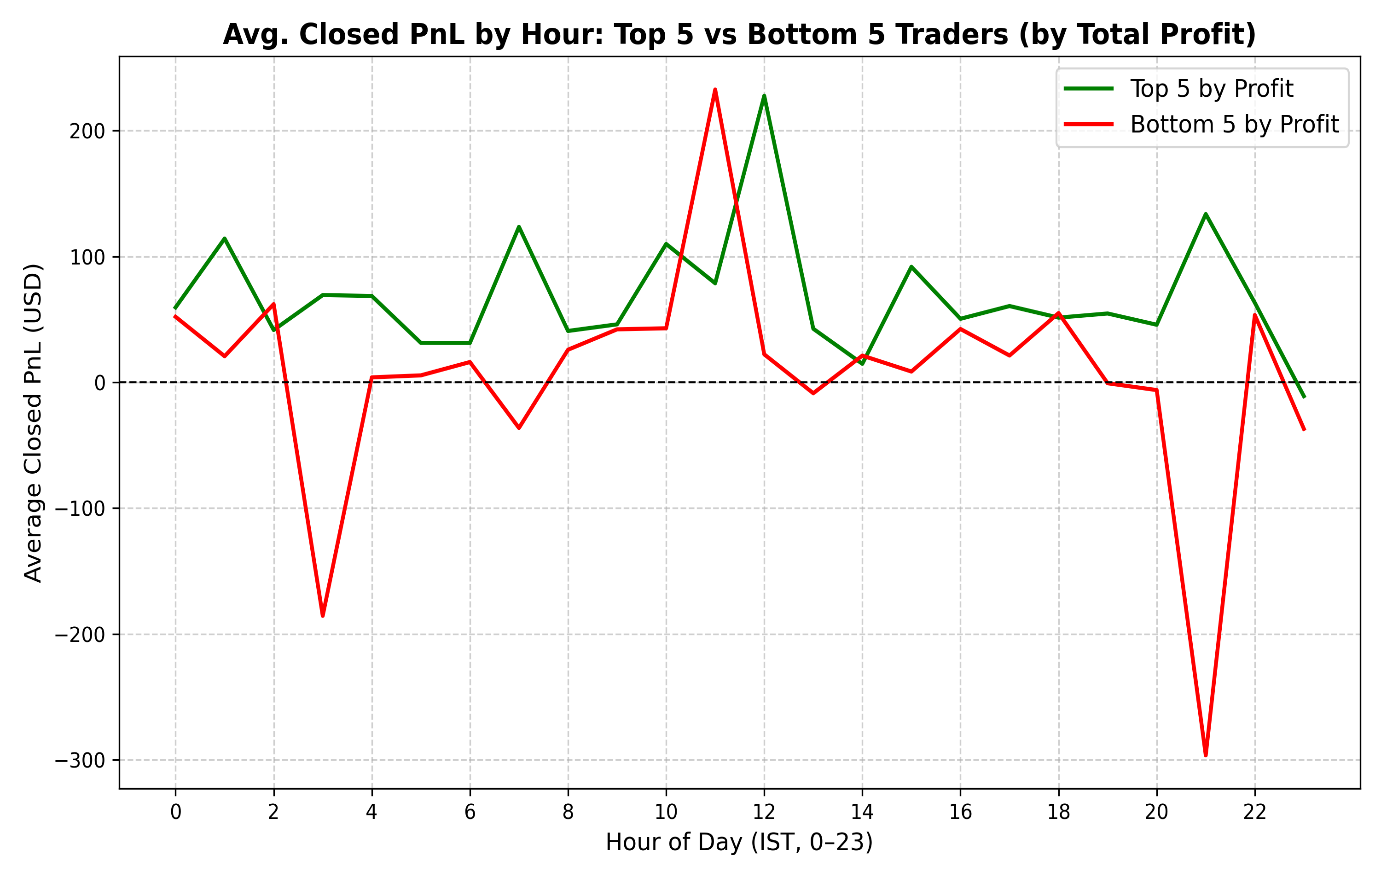 Avg. Closed PnL by Hour: Top 5 vs Bottom 5 Traders (by Total Profit)
Top 5 by Profit
Bottom 5 by Profit
Average Closed PnL (USD)
200
100
0
−100
−200
−300
0 2 4 6 8 10 12 14 16 18 20 22
Hour of Day (IST, 0–23)